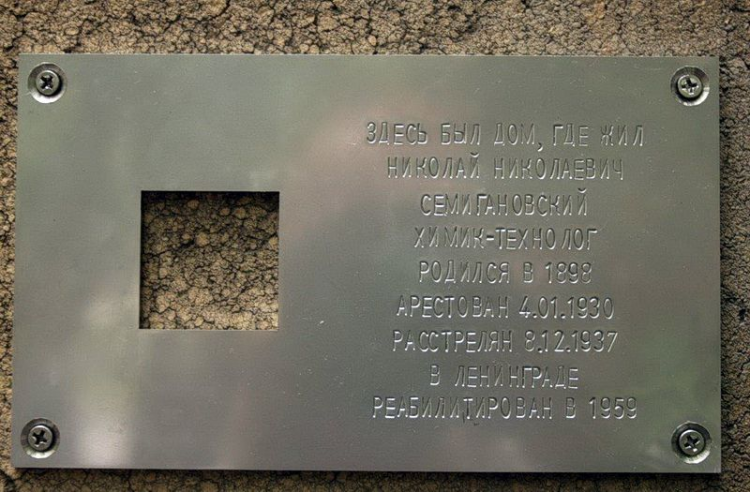 ЗДЕСЬ БЫЛ ДОМ, ГДЕ ЖИЛ
НИКОЛАЙ НИКОЛАЕВИЧ
СЕМИГАНОВСКИЙ
ХИМИК-ТЕХНОЛОГ
РОДИЛСЯ В 1898
АРЕСТОВАН 4.01.1930
РАССТРЕЛЯН 8.12.1937
В ЛЕНИНГРАДЕ
РЕАБИЛИТИРОВАН В 1959